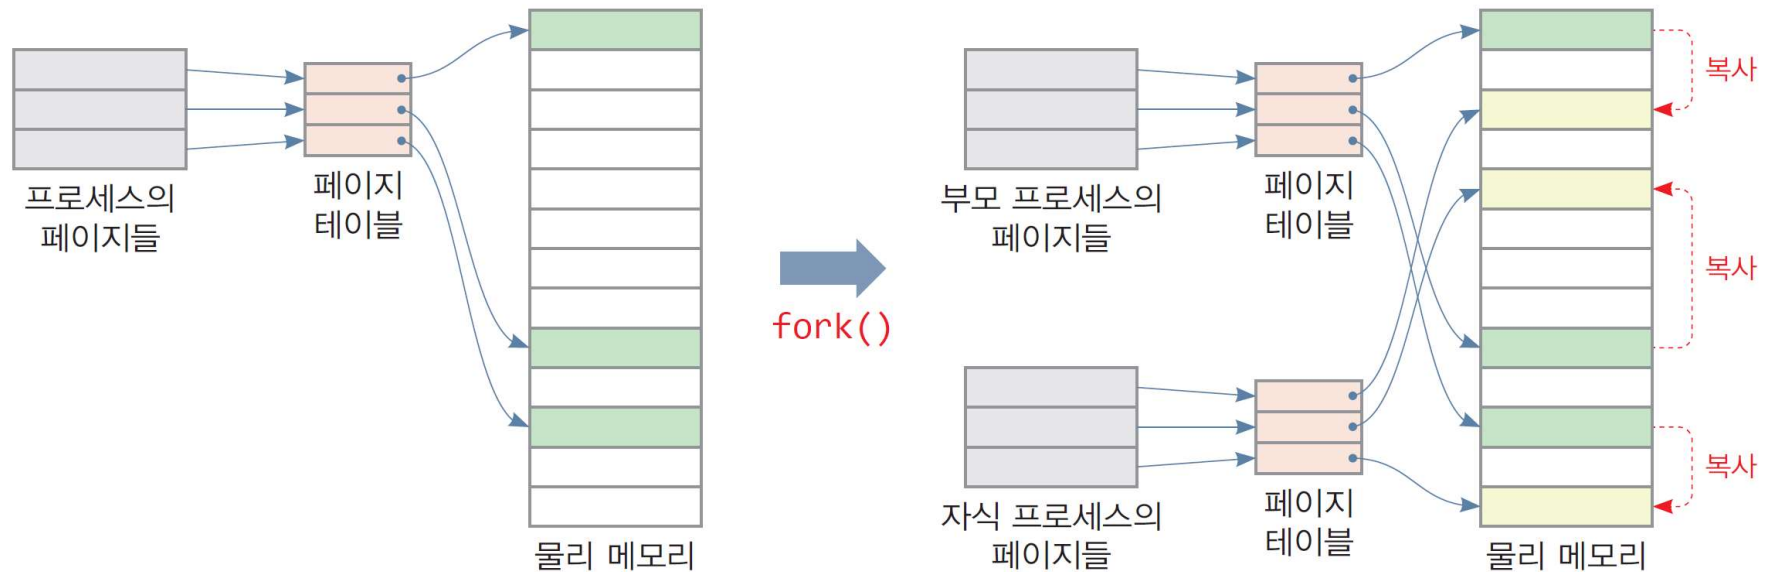 프로세스의
페이지들
페이지
테이블
물리 메모리
fork()
부모 프로세스의
페이지들
페이지
테이블
자식 프로세스의
페이지들
페이지
테이블
물리 메모리
복사
복사
복사